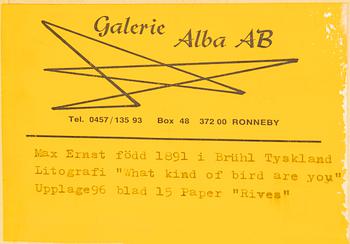 Galerie
Alba AB
Tel. 0457/135 93 Box 48 372 00 RONNEBY
Max Ernst född 1891 i Brühl Tyskland
Litografi "What kind of bird are you"
Upplage96 blad 15 Paper "Rives"